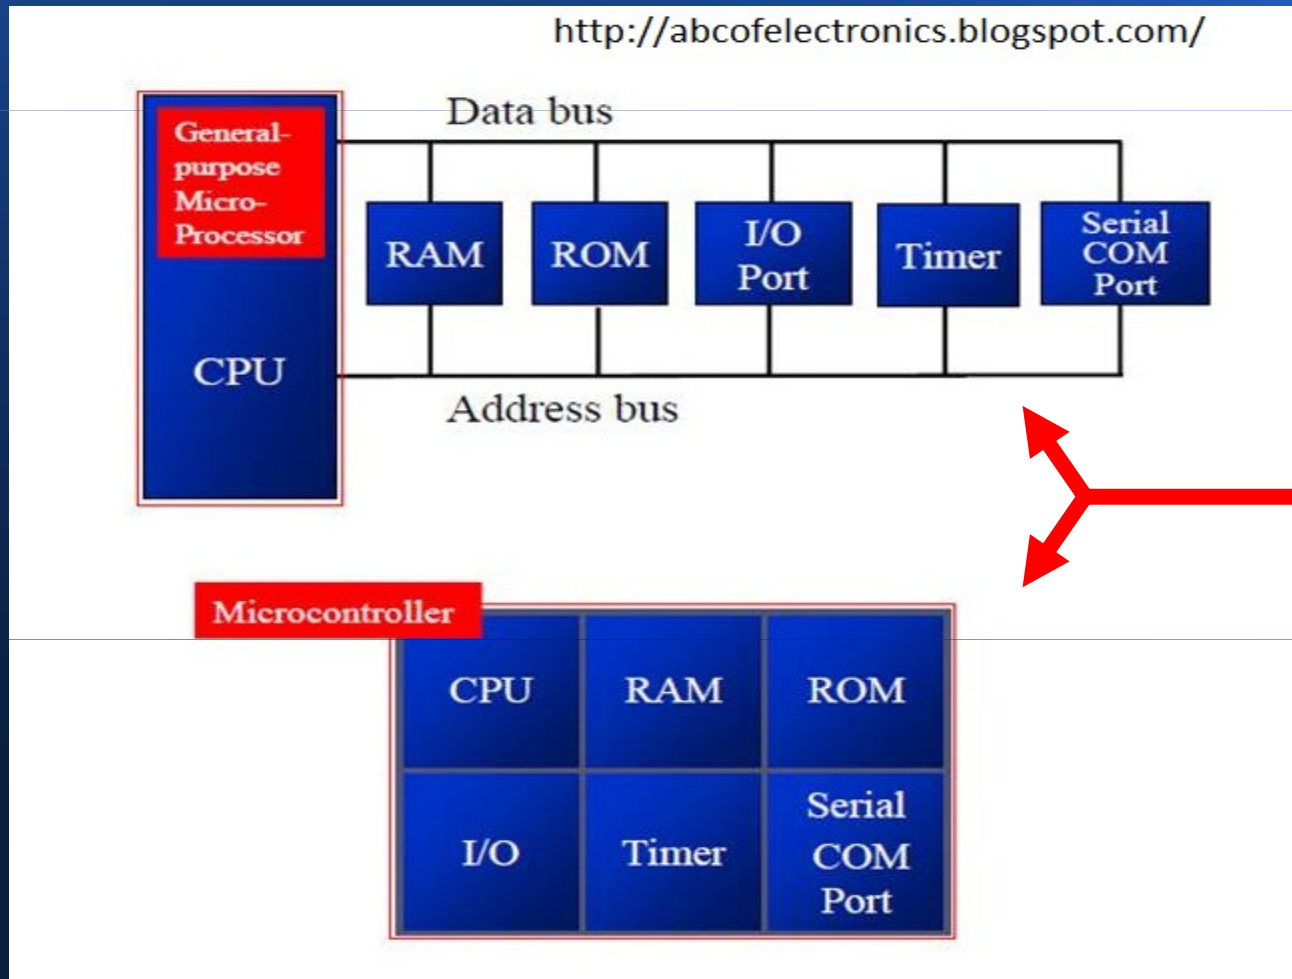 http://abcofelectronics.blogspot.com/
Data bus
General-
purpose
Micro-
Processor
CPU
RAM
ROM
I/O
Port
Timer
Serial
COM
Port
Address bus
Microcontroller
CPU
RAM
ROM
I/O
Timer
Serial
COM
Port